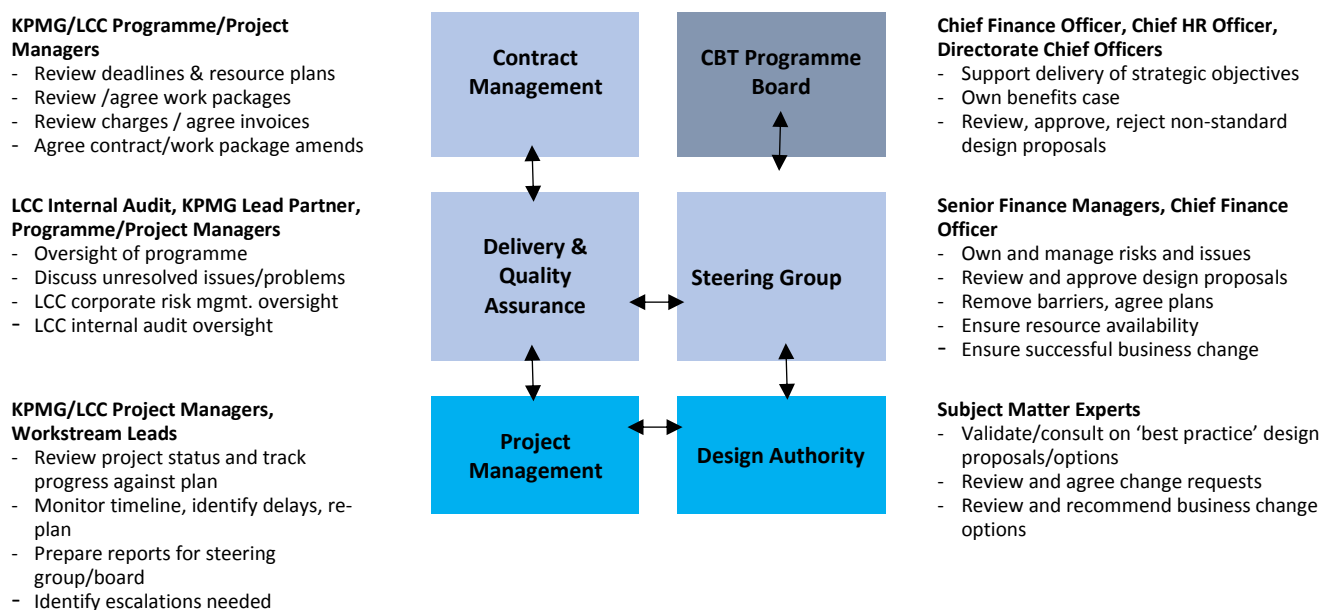 KPMG/LCC Programme/Project
Managers
- Review deadlines & resource plans
- Review /agree work packages
- Review charges / agree invoices
- Agree contract/work package amends
Contract
Management
CBT Programme
Board
Chief Finance Officer, Chief HR Officer,
Directorate Chief Officers
- Support delivery of strategic objectives
- Own benefits case
- Review, approve, reject non-standard
design proposals
LCC Internal Audit, KPMG Lead Partner,
Programme/Project Managers
- Oversight of programme
- Discuss unresolved issues/problems
- LCC corporate risk mgmt. oversight
- LCC internal audit oversight
Delivery &
Quality
Assurance
Steering Group
Senior Finance Managers, Chief Finance
Officer
- Own and manage risks and issues
- Review and approve design proposals
- Remove barriers, agree plans
- Ensure resource availability
- Ensure successful business change
KPMG/LCC Project Managers,
Workstream Leads
- Review project status and track
progress against plan
- Monitor timeline, identify delays, re-
plan
- Prepare reports for steering
group/board
- Identify escalations needed
Project
Management
Design Authority
Subject Matter Experts
- Validate/consult on ‘best practice’ design
proposals/options
- Review and agree change requests
- Review and recommend business change
options